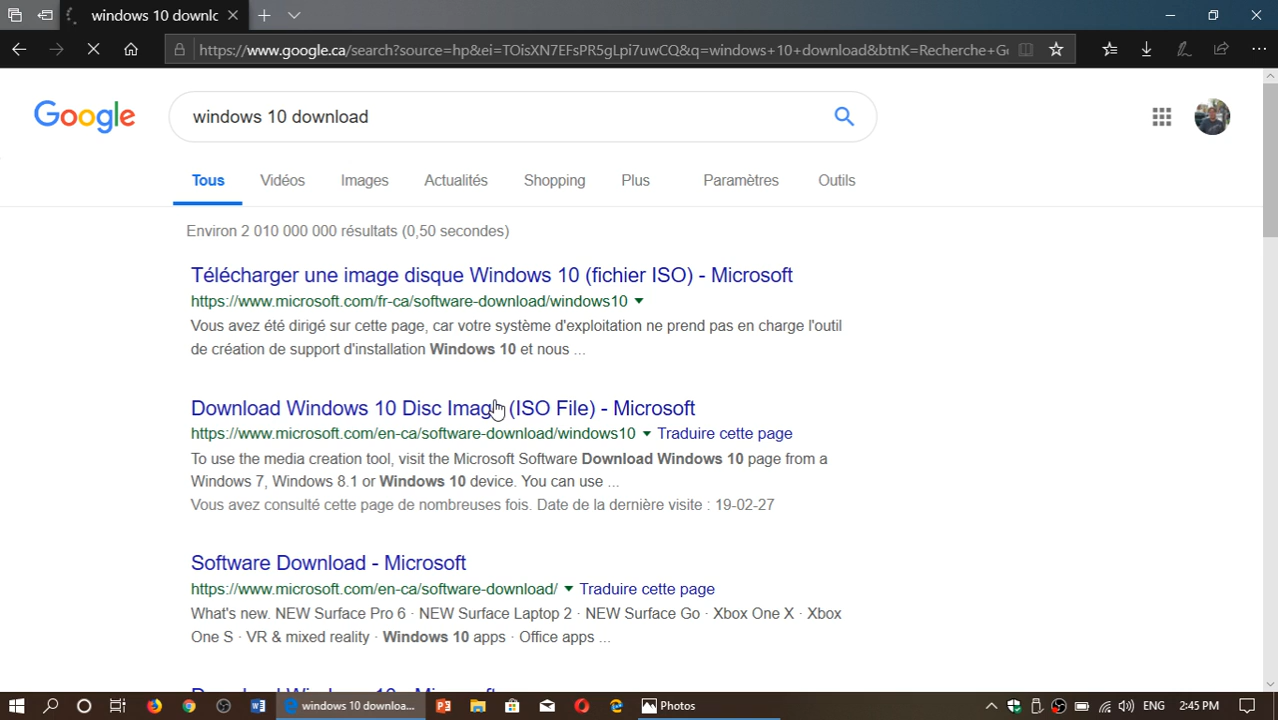 windows 10 downlc
https://www.google.ca/search?source=hp&ei=TOisXN7EFsPR5gLpi7uwCQ&q=windows+10+download&btnK=Recherche+G
Google
windows 10 download
Tous Vidéos Images Actualités Shopping Plus Paramètres Outils
Environ 2 010 000 000 résultats (0,50 secondes)
Télécharger une image disque Windows 10 (fichier ISO) - Microsoft
https://www.microsoft.com/fr-ca/software-download/windows10
Vous avez été dirigé sur cette page, car votre système d'exploitation ne prend pas en charge l'outil
de création de support d'installation Windows 10 et nous ...
Download Windows 10 Disc Image (ISO File) - Microsoft
https://www.microsoft.com/en-ca/software-download/windows10 Traduire cette page
To use the media creation tool, visit the Microsoft Software Download Windows 10 page from a
Windows 7, Windows 8.1 or Windows 10 device. You can use ...
Vous avez consulté cette page de nombreuses fois. Date de la dernière visite : 19-02-27
Software Download - Microsoft
https://www.microsoft.com/en-ca/software-download/ Traduire cette page
What's new. NEW Surface Pro 6 · NEW Surface Laptop 2 · NEW Surface Go · Xbox One X · Xbox
One S · VR & mixed reality · Windows 10 apps · Office apps ...
Download Windows 10 - Microsoft
windows 10 downloa... Photos ENG 2:45 PM